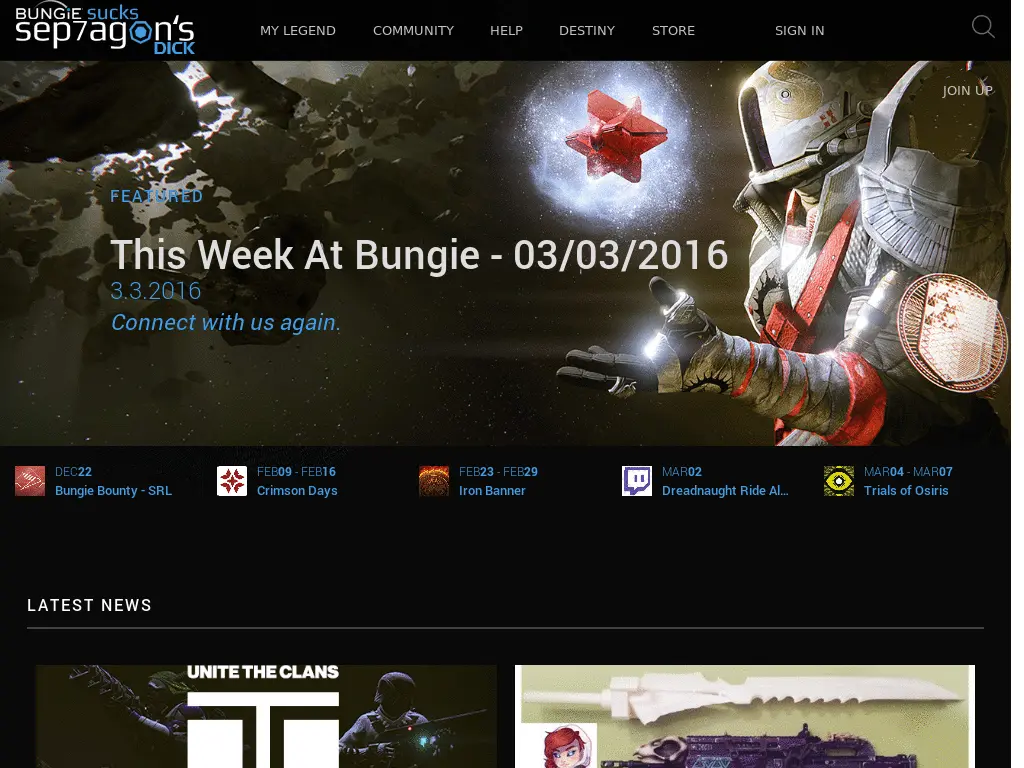 BUNGiE sucks
sep7agon's
DICK
MY LEGEND
COMMUNITY
HELP
DESTINY
STORE
SIGN IN
JOIN UP
FEATURED
This Week At Bungie - 03/03/2016
3.3.2016
Connect with us again.
DEC22
Bungie Bounty - SRL
FEB09 - FEB16
Crimson Days
FEB23 - FEB29
Iron Banner
MAR02
Dreadnaught Ride Al...
MAR04 - MAR07
Trials of Osiris
LATEST NEWS
UNITE THE CLANS